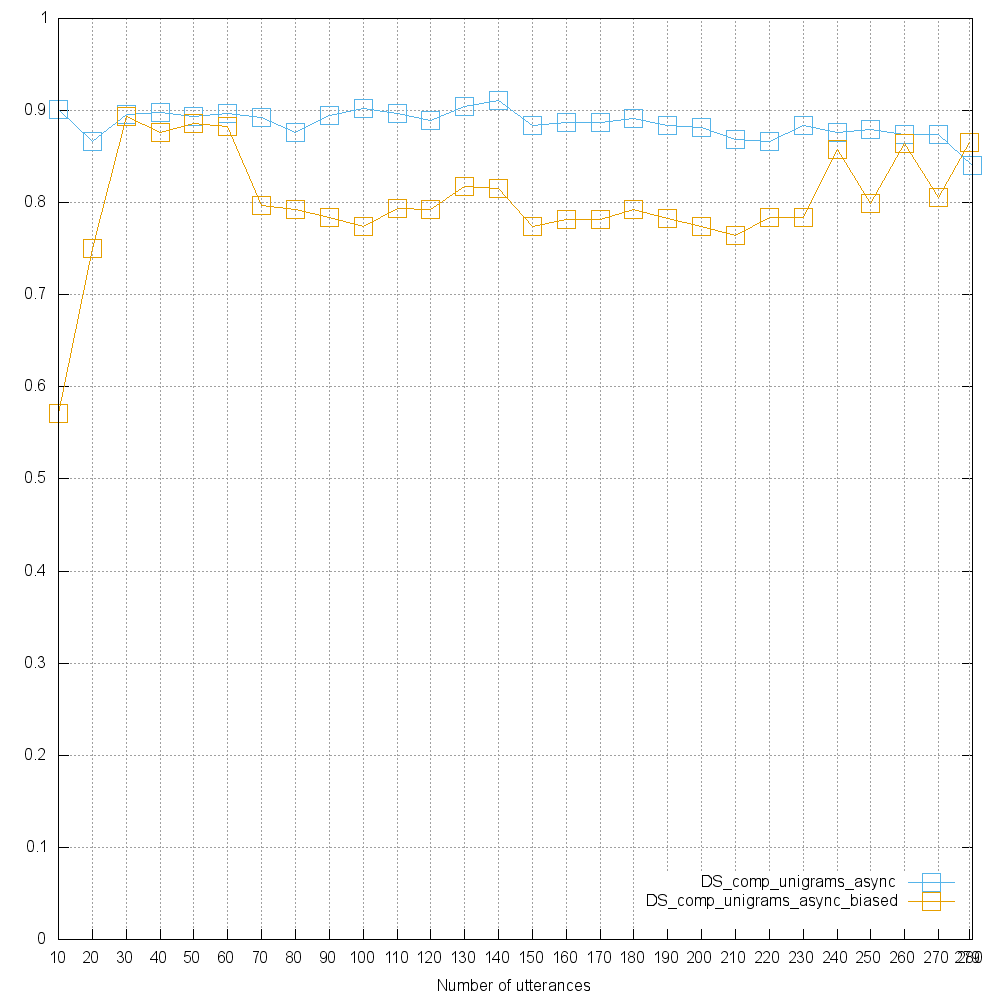 1
0.9
0.8
0.7
0.6
0.5
0.4
0.3
0.2
0.1
0
DS_comp_unigrams_async
DS_comp_unigrams_async_biased
10 20 30 40 50 60 70 80 90 100 110 120 130 140 150 160 170 180 190 200 210 220 230 240 250 260 270 279 280
Number of utterances